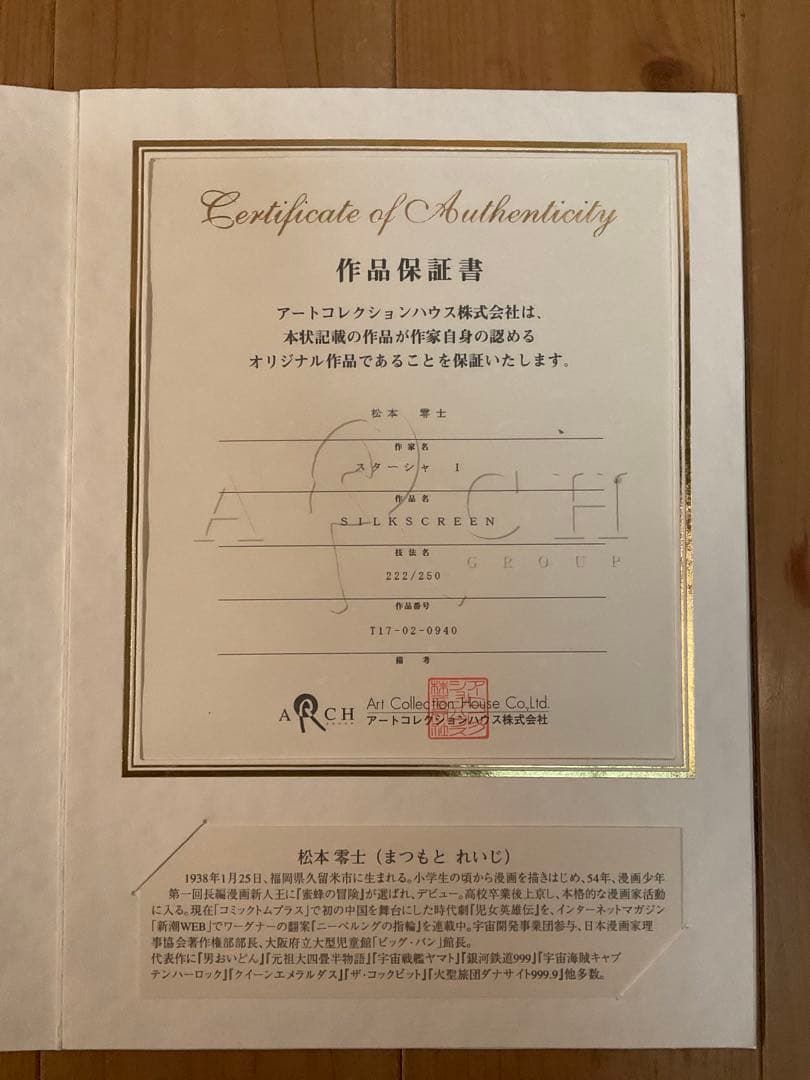 Certificate of Authenticity
作品保証書
アートコレクションハウス株式会社は、
本状記載の作品が作家自身の認める
オリジナル作品であることを保証いたします。
松本 零士
作家名
スターシャ I
作品名
SILKSCREEN
技法名
222/250
作品番号
T17-02-0940
備考
ARCH
GROUP
ARCH
Art Collection House Co.,Ltd.
アートコレクションハウス株式会社
松本 零士（まつもと れいじ）
1938年1月25日、福岡県久留米市に生まれる。小学生の頃から漫画を描きはじめ、54年、漫画少年
第一回長編漫画新人王に『蜜蜂の冒険』が選ばれ、デビュー。高校卒業後上京し、本格的な漫画家活動
に入る。現在「コミックトムプラス」で初の中国を舞台にした時代劇『児女英雄伝』を、インターネットマガジン
「新潮WEB」でワーグナーの翻案『ニーベルングの指輪』を連載中。宇宙開発事業団参与、日本漫画家理
事協会著作権部部長、大阪府立大型児童館「ビッグ・バン」館長。
代表作に『男おいどん』『元祖大四畳半物語』『宇宙戦艦ヤマト』『銀河鉄道999』『宇宙海賊キャプ
テンハーロック』『クイーンエメラルダス』『ザ・コックピット』『火聖旅団ダナサイト999.9』他多数。